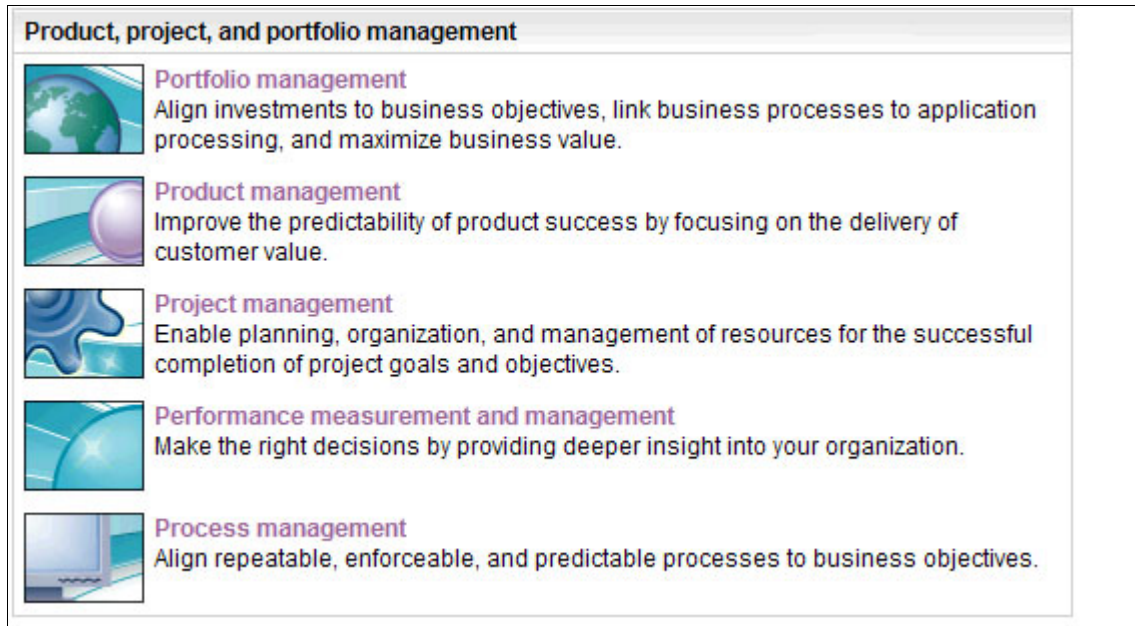 Product, project, and portfolio management
Portfolio management
Align investments to business objectives, link business processes to application
processing, and maximize business value.
Product management
Improve the predictability of product success by focusing on the delivery of
customer value.
Project management
Enable planning, organization, and management of resources for the successful
completion of project goals and objectives.
Performance measurement and management
Make the right decisions by providing deeper insight into your organization.
Process management
Align repeatable, enforceable, and predictable processes to business objectives.